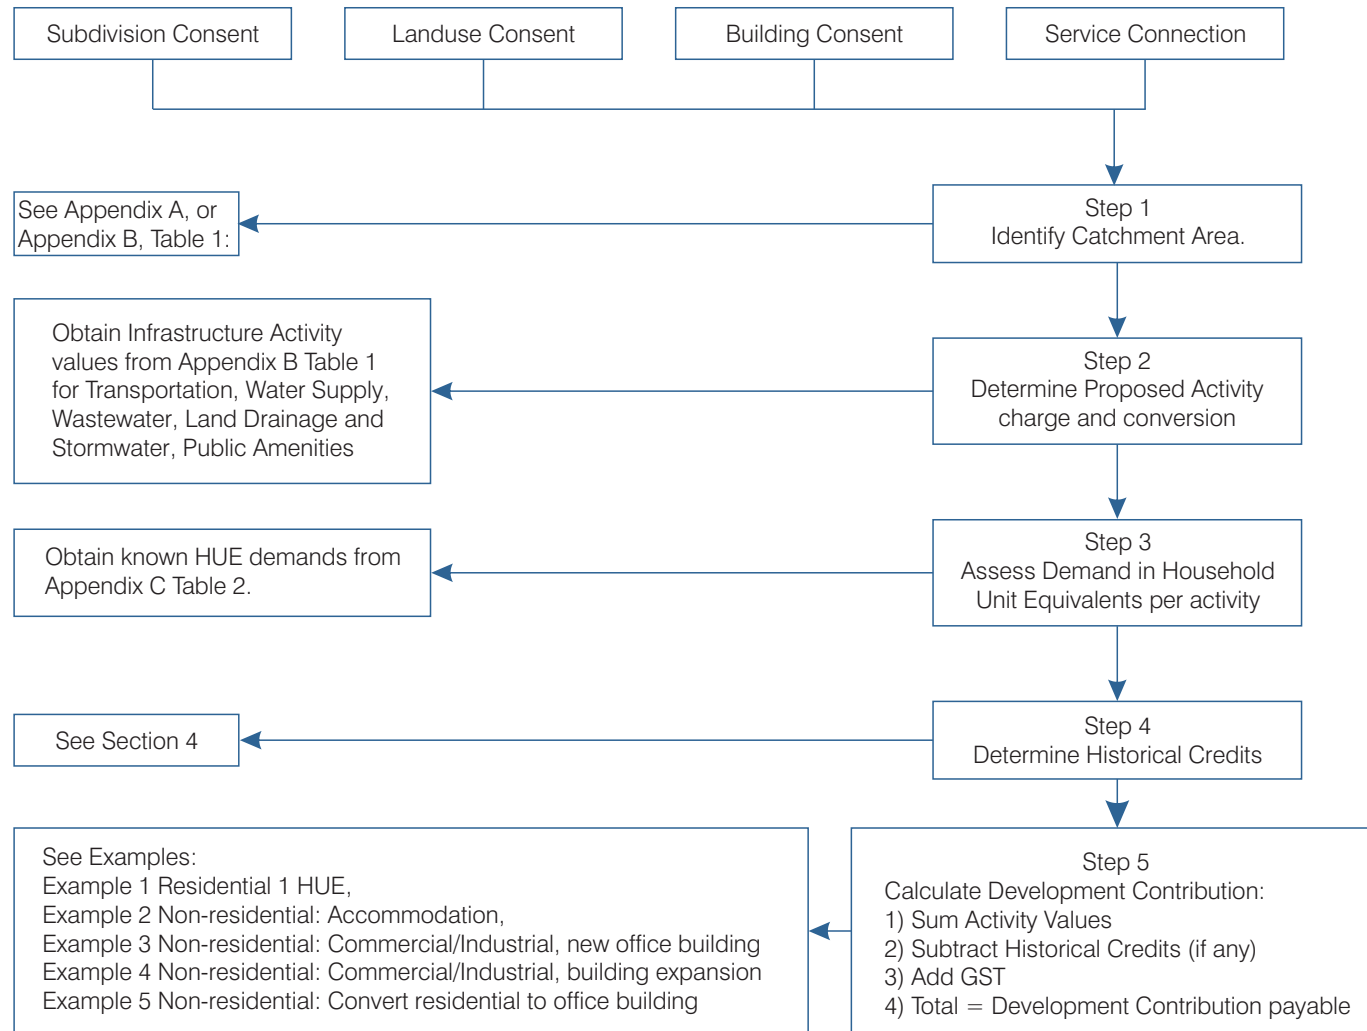 Subdivision Consent
Landuse Consent
Building Consent
Service Connection
See Appendix A, or
Appendix B, Table 1:
Step 1
Identify Catchment Area.
Obtain Infrastructure Activity
values from Appendix B Table 1
for Transportation, Water Supply,
Wastewater, Land Drainage and
Stormwater, Public Amenities
Step 2
Determine Proposed Activity
charge and conversion
Obtain known HUE demands from
Appendix C Table 2.
Step 3
Assess Demand in Household
Unit Equivalents per activity
See Section 4
Step 4
Determine Historical Credits
See Examples:
Example 1 Residential 1 HUE,
Example 2 Non-residential: Accommodation,
Example 3 Non-residential: Commercial/Industrial, new office building
Example 4 Non-residential: Commercial/Industrial, building expansion
Example 5 Non-residential: Convert residential to office building
Step 5
Calculate Development Contribution:
1) Sum Activity Values
2) Subtract Historical Credits (if any)
3) Add GST
4) Total = Development Contribution payable